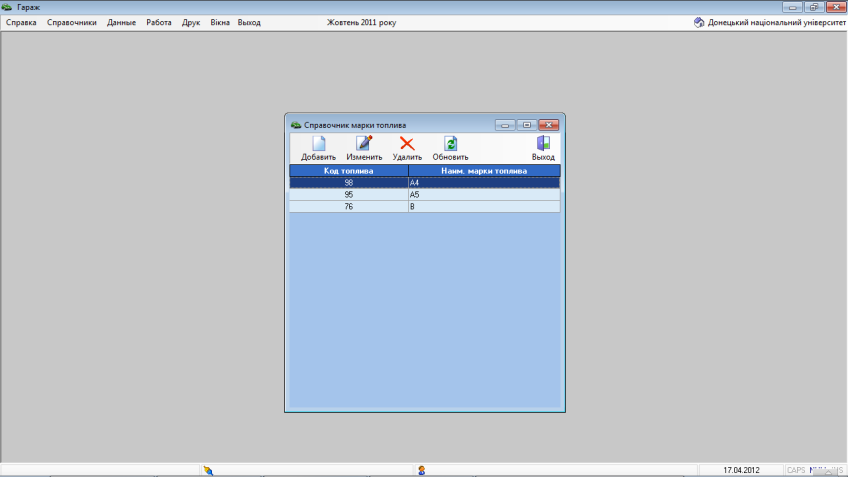 Гараж
Справка Справочники Данные Работа Друк Вікна Выход Жовтень 2011 року Донецький національний університет
Справочник марки топлива
Добавить Изменить Удалить Обновить Выход
Код топлива Наим. марки топлива
98 А4
95 А5
76 В
17.04.2012 CAPS